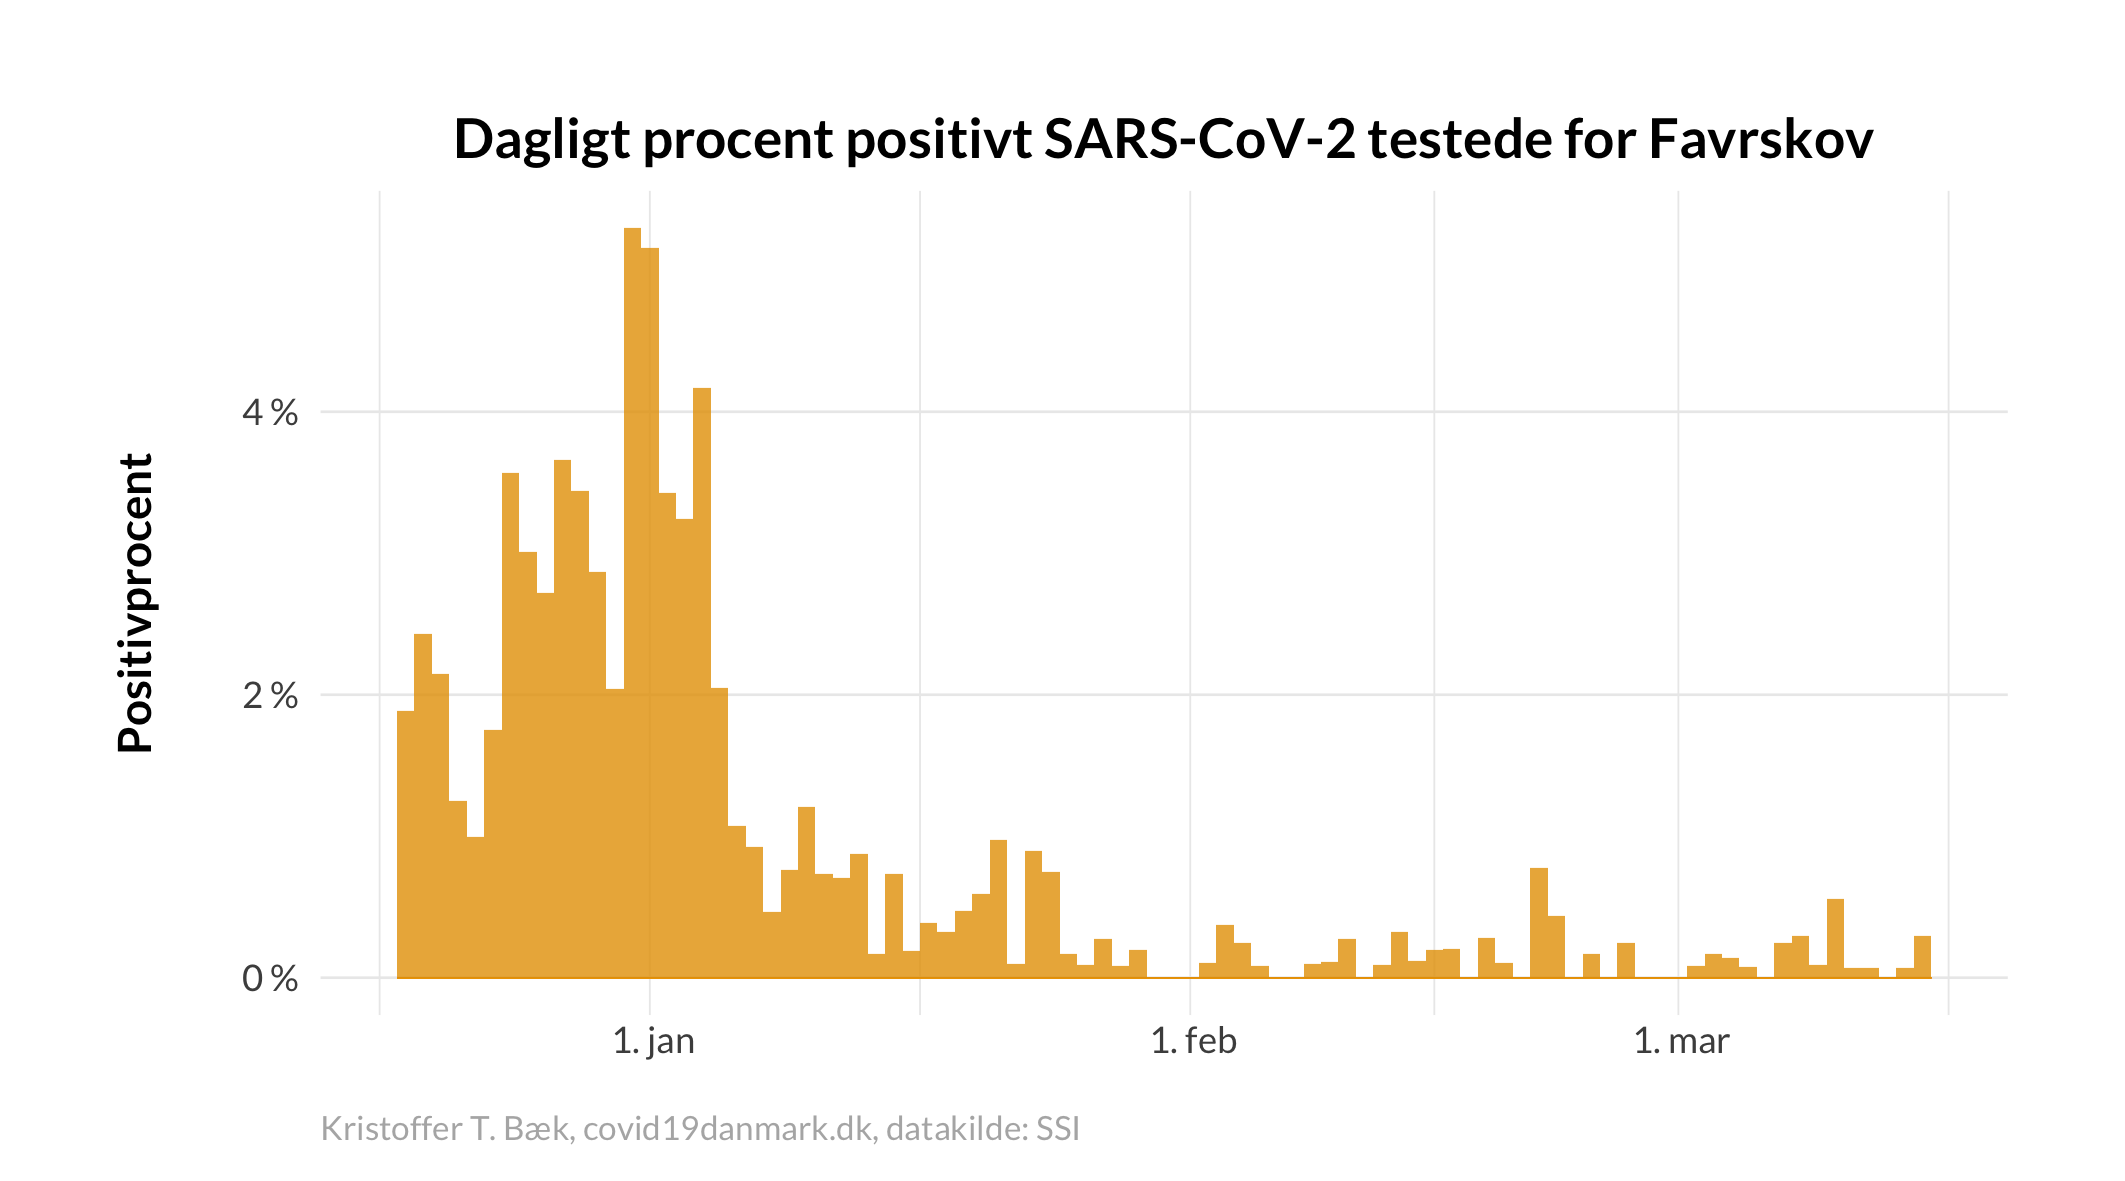 Dagligt procent positivt SARS-CoV-2 testede for Favrskov
Positivprocent
4 %
2 %
0 %
1. jan
1. feb
1. mar
Kristoffer T. Bæk, covid19danmark.dk, datakilde: SSI